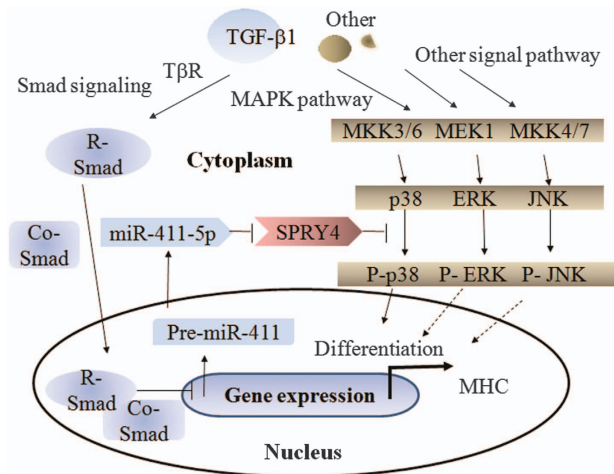 Other
TGF-β1
Other signal pathway
Smad signaling
TβR
MAPK pathway
MKK3/6 MEK1 MKK4/7
R-
Smad
Cytoplasm
p38 ERK JNK
Co-
Smad
miR-411-5p
SPRY4
P-p38 P- ERK P- JNK
Pre-miR-411
Differentiation
R-
Smad
Gene expression
MHC
Co-
Smad
Nucleus